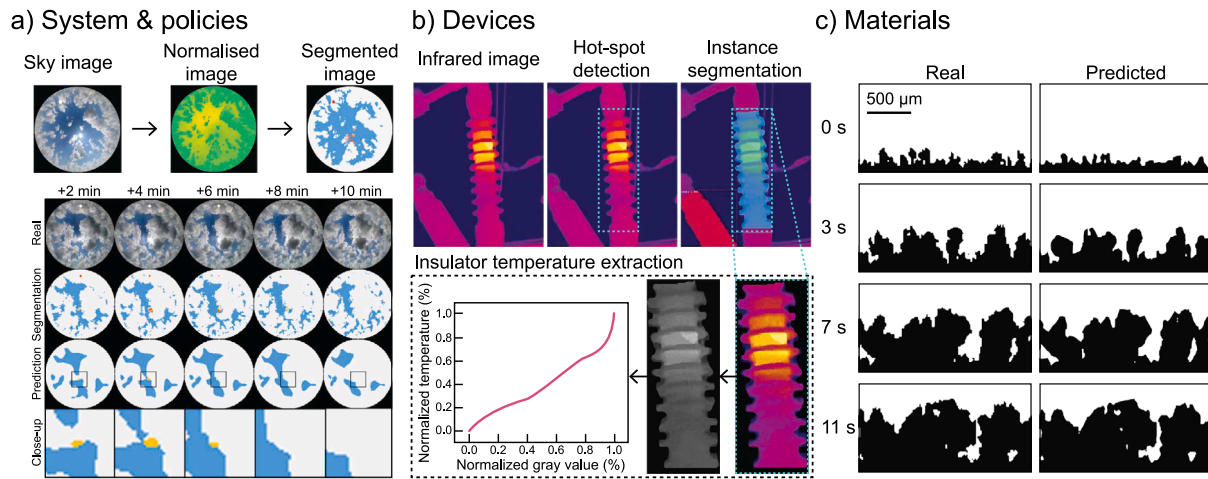 a) System & policies
Sky image
Normalised
image
Segmented
image
+2 min
+4 min
+6 min
+8 min
+10 min
Real
Segmentation
Prediction
Close-up
b) Devices
Infrared image
Hot-spot
detection
Instance
segmentation
Insulator temperature extraction
Normalized temperature (%)
1.0
0.8
0.6
0.4
0.2
0.0
0.0
0.2
0.4
0.6
0.8
1.0
Normalized gray value (%)
c) Materials
Real
Predicted
500 µm
0 s
3 s
7 s
11 s